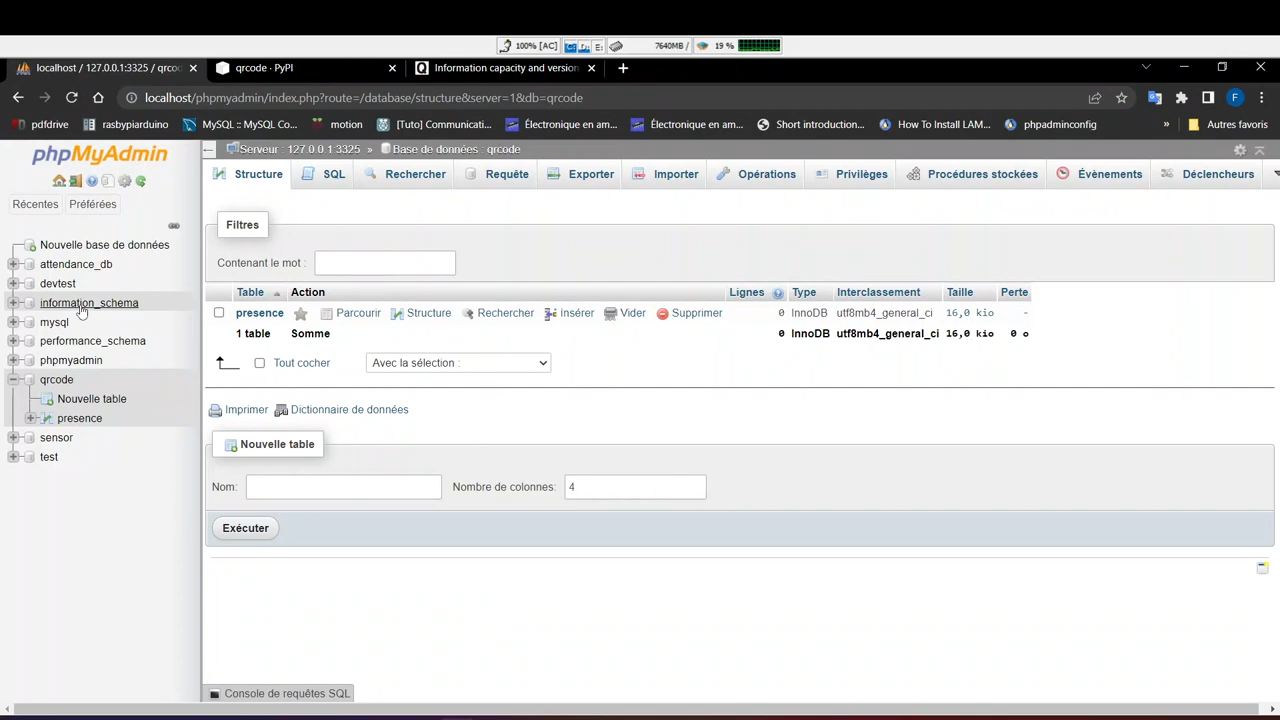 100% [AC] 7640MB / 19 %
localhost / 127.0.0.1:3325 / qrcod qrcode · PyPI Information capacity and version
localhost/phpmyadmin/index.php?route=/database/structure&server=1&db=qrcode
pdfdrive rasbypiarduino MySQL :: MySQL Co... motion [Tuto] Communicati... Électronique en am... Électronique en am... Short introduction... How To Install LAM... phpadminconfig » Autres favoris
phpMyAdmin
Récentes Préférées
Nouvelle base de données
attendance_db
devtest
information_schema
mysql
performance_schema
phpmyadmin
qrcode
Nouvelle table
presence
sensor
test
Serveur : 127.0.0.1:3325 » Base de données : qrcode
Structure SQL Rechercher Requête Exporter Importer Opérations Privilèges Procédures stockées Évènements Déclencheurs
Filtres
Contenant le mot :
Table Action Lignes Type Interclassement Taille Perte
presence Parcourir Structure Rechercher Insérer Vider Supprimer 0 InnoDB utf8mb4_general_ci 16,0 kio -
1 table Somme 0 InnoDB utf8mb4_general_ci 16,0 kio 0 o
Tout cocher Avec la sélection :
Imprimer Dictionnaire de données
Nouvelle table
Nom: Nombre de colonnes: 4
Exécuter
Console de requêtes SQL